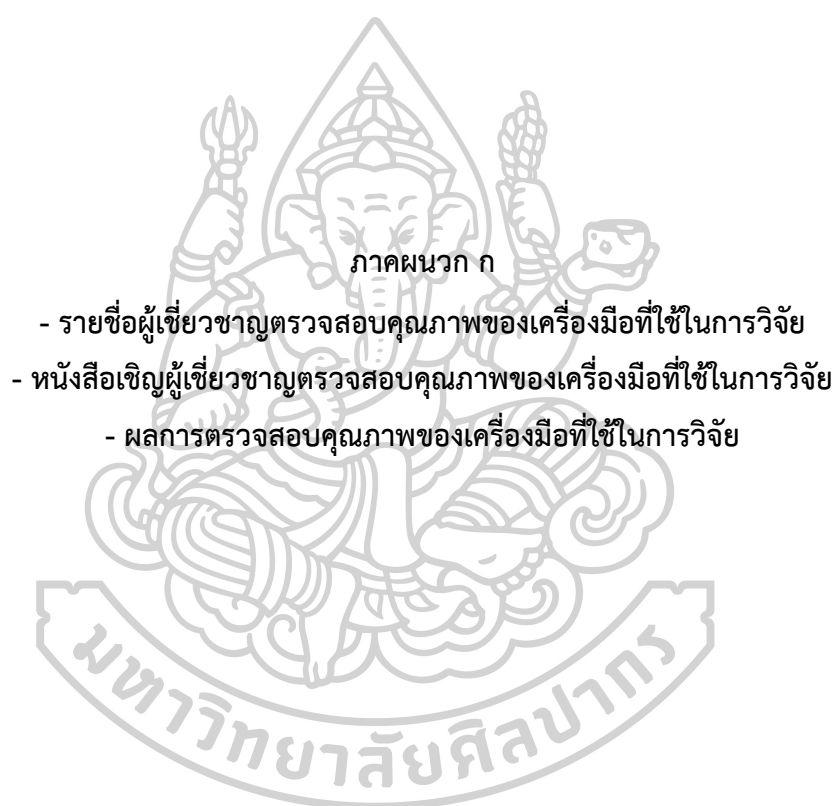 ภาคผนวก ก
- รายชื่อผู้เชี่ยวชาญตรวจสอบคุณภาพของเครื่องมือที่ใช้ในการวิจัย
- หนังสือเชิญผู้เชี่ยวชาญตรวจสอบคุณภาพของเครื่องมือที่ใช้ในการวิจัย
- ผลการตรวจสอบคุณภาพของเครื่องมือที่ใช้ในการวิจัย
มหาวิทยาลัยศิลปากร